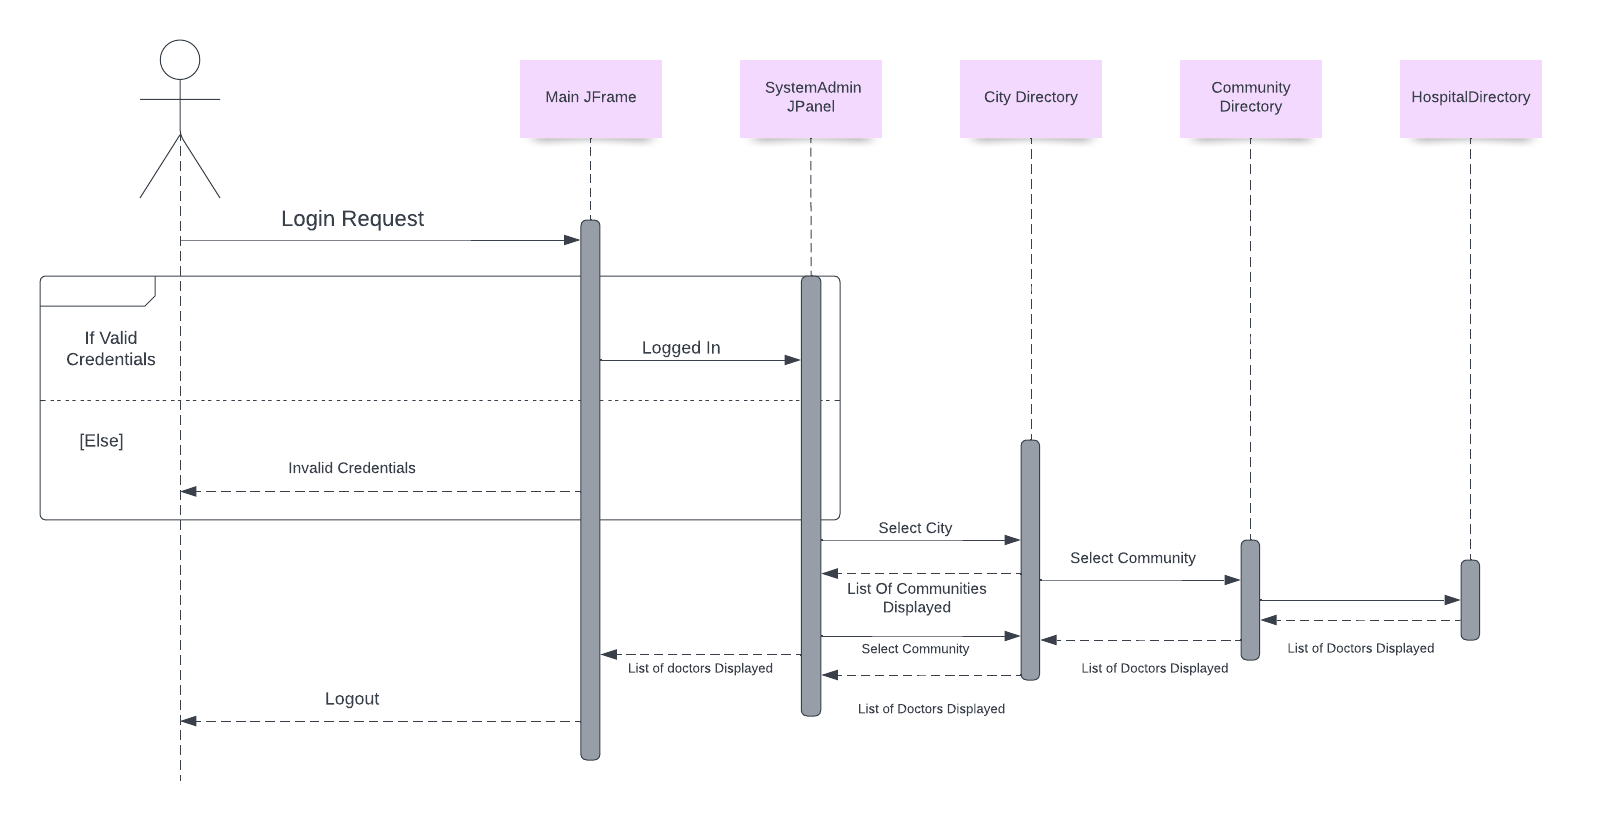 Main JFrame
SystemAdmin
JPanel
City Directory
Community
Directory
HospitalDirectory
Login Request
If Valid
Credentials
Logged In
[Else]
Invalid Credentials
Select City
Select Community
List Of Communities
Displayed
Select Community
List of Doctors Displayed
List of doctors Displayed
List of Doctors Displayed
Logout
List of Doctors Displayed